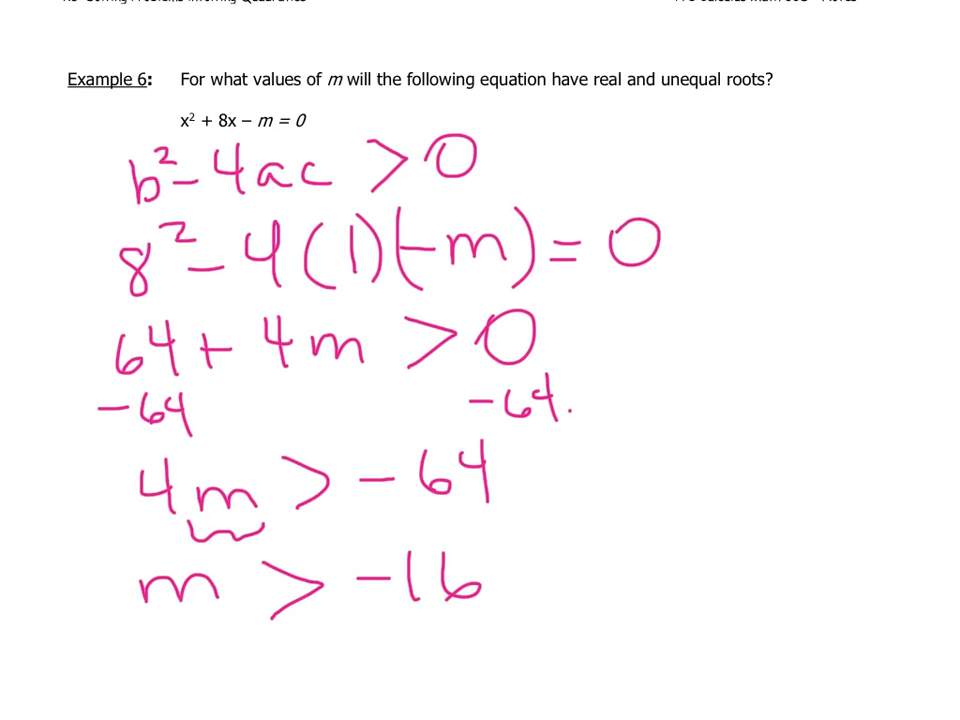 Example 6: For what values of m will the following equation have real and unequal roots?
x² + 8x – m = 0
b² - 4ac > 0
8² - 4(1)(-m) = 0
64 + 4m > 0
-64 -64.
4m > -64
m > -16